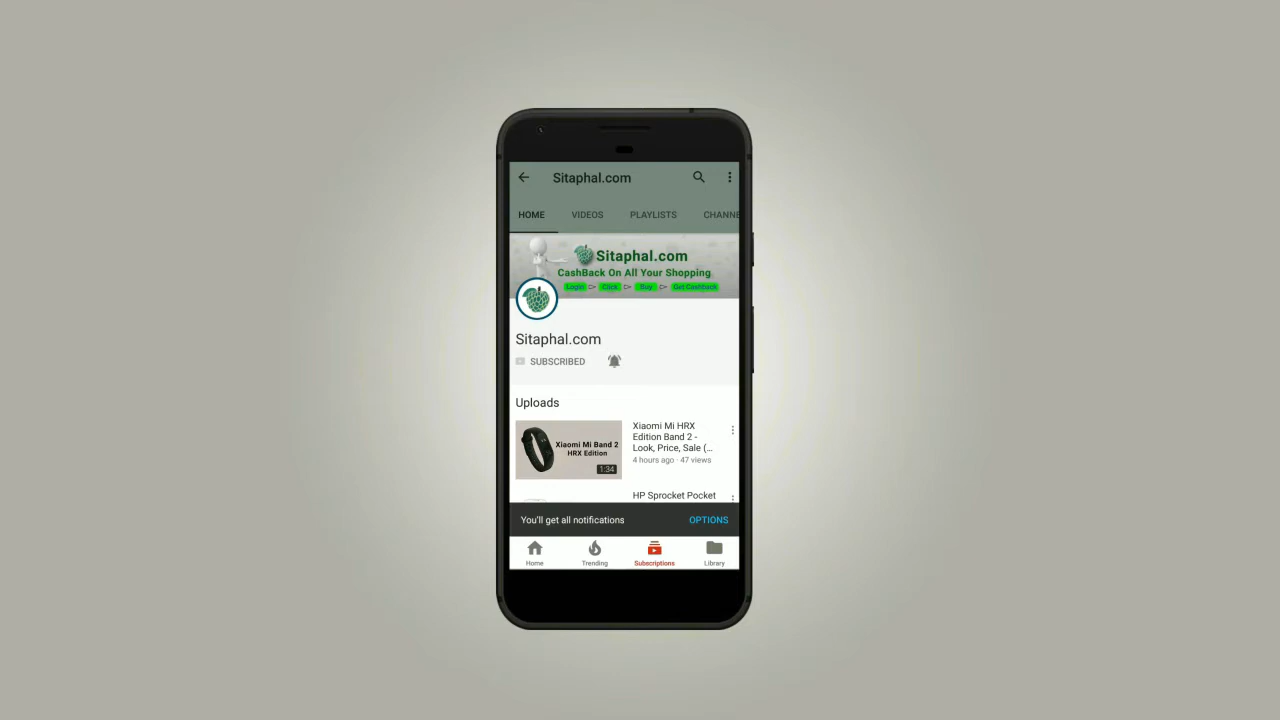 Sitaphal.com
HOME VIDEOS PLAYLISTS CHANNE
Sitaphal.com
CashBack On All Your Shopping
Login Click Buy Get Cashback
Sitaphal.com
SUBSCRIBED
Uploads
Xiaomi Mi Band 2
HRX Edition
1:34
Xiaomi Mi HRX
Edition Band 2 -
Look, Price, Sale (...
4 hours ago · 47 views
HP Sprocket Pocket
You'll get all notifications OPTIONS
Home Trending Subscriptions Library